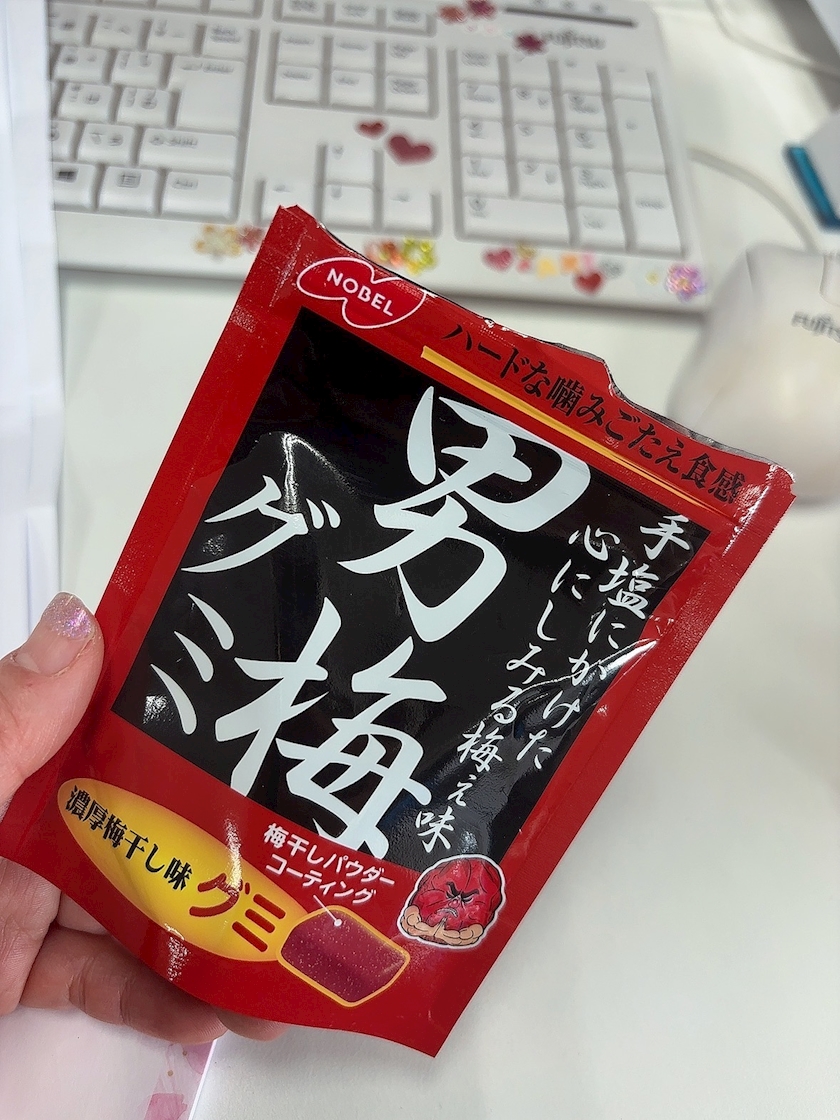 FUJITSU
NOBEL
ハードな噛みごたえ食感
男梅
グミ
手塩にかけた
心にしみる梅ぇ味
濃厚梅干し味
グミ
梅干しパウダー
コーティング